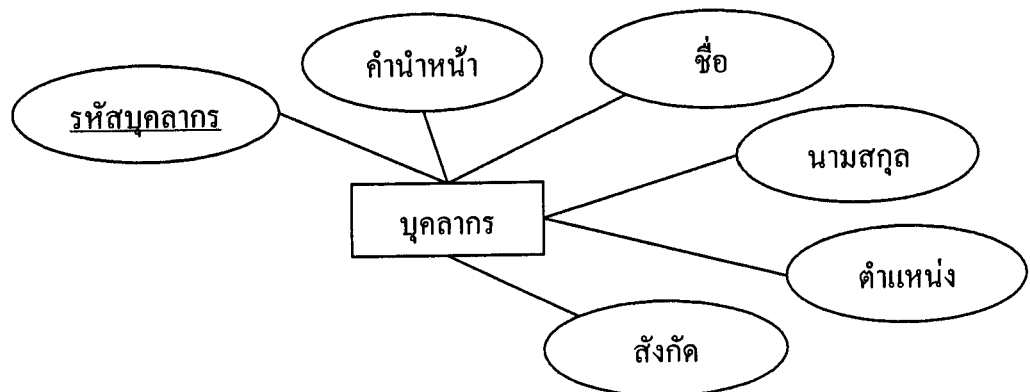 คำนำหน้า
ชื่อ
รหัสบุคลากร
นามสกุล
บุคลากร
ตำแหน่ง
สังกัด